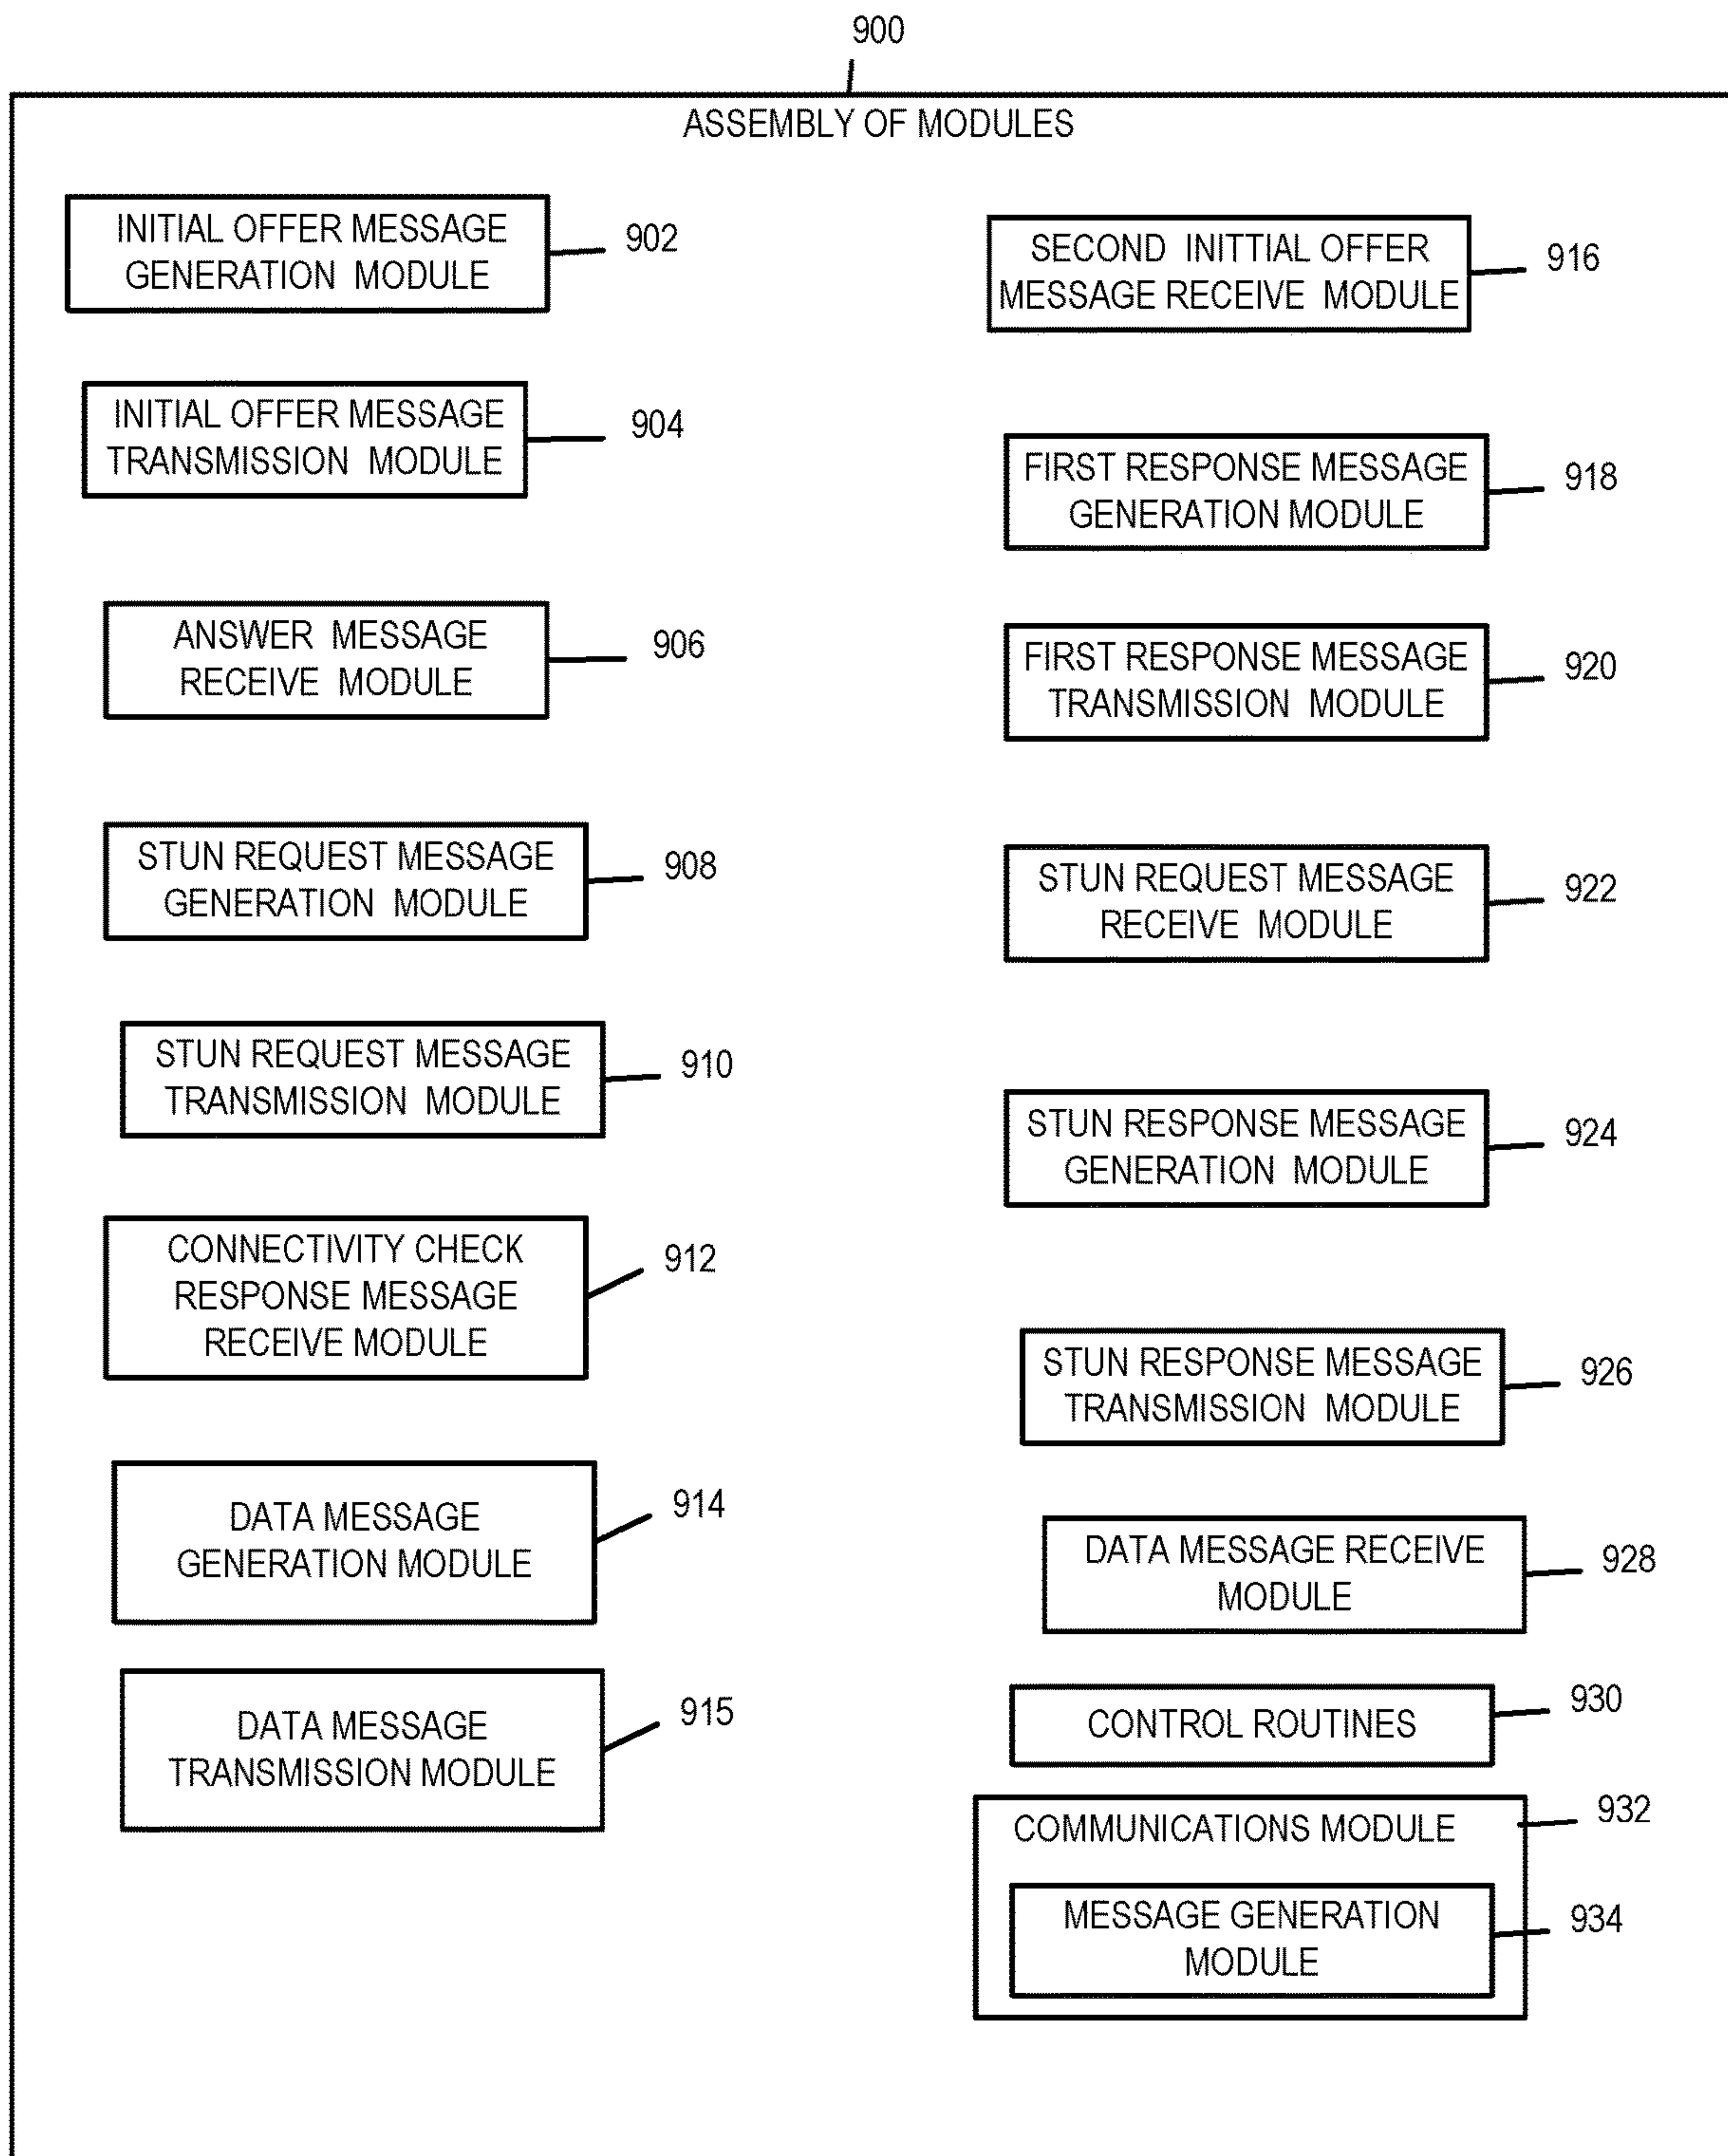 900
ASSEMBLY OF MODULES
INITIAL OFFER MESSAGE
GENERATION MODULE
902
INITIAL OFFER MESSAGE
TRANSMISSION MODULE
904
ANSWER MESSAGE
RECEIVE MODULE
906
STUN REQUEST MESSAGE
GENERATION MODULE
908
STUN REQUEST MESSAGE
TRANSMISSION MODULE
910
CONNECTIVITY CHECK
RESPONSE MESSAGE
RECEIVE MODULE
912
DATA MESSAGE
GENERATION MODULE
914
DATA MESSAGE
TRANSMISSION MODULE
915
SECOND INITTIAL OFFER
MESSAGE RECEIVE MODULE
916
FIRST RESPONSE MESSAGE
GENERATION MODULE
918
FIRST RESPONSE MESSAGE
TRANSMISSION MODULE
920
STUN REQUEST MESSAGE
RECEIVE MODULE
922
STUN RESPONSE MESSAGE
GENERATION MODULE
924
STUN RESPONSE MESSAGE
TRANSMISSION MODULE
926
DATA MESSAGE RECEIVE
MODULE
928
CONTROL ROUTINES
930
COMMUNICATIONS MODULE
932
MESSAGE GENERATION
MODULE
934